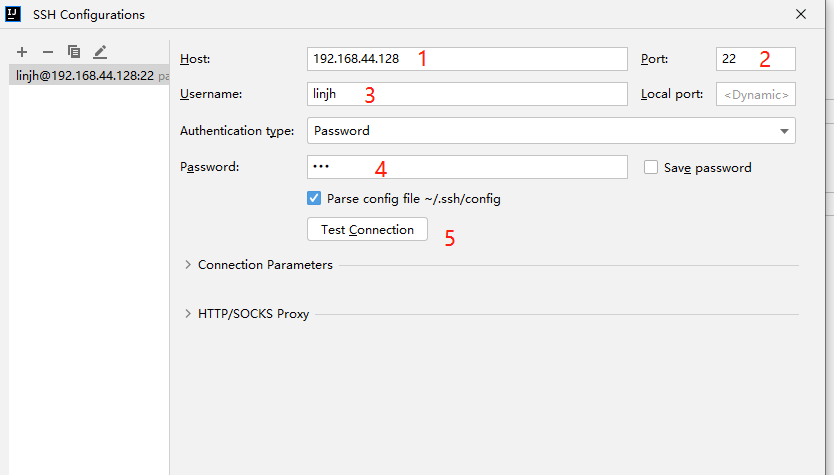 SSH Configurations
linjh@192.168.44.128:22 pa
Host: 192.168.44.128 1 Port: 22 2
Username: linjh 3 Local port: <Dynamic>
Authentication type: Password
Password: ••• 4 Save password
Parse config file ~/.ssh/config
Test Connection 5
Connection Parameters
HTTP/SOCKS Proxy